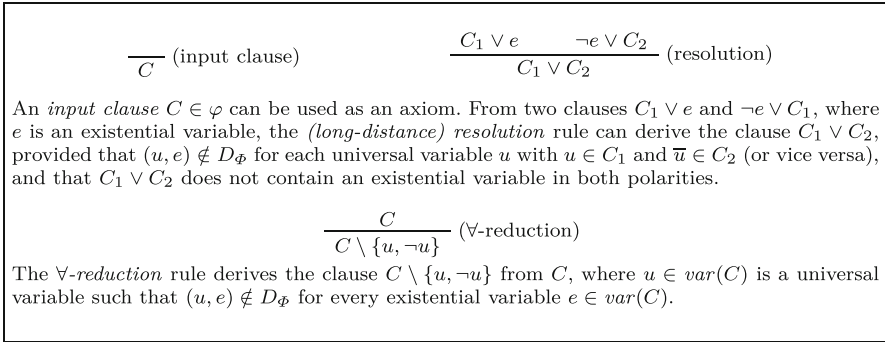 C (input clause)
C₁ ∨ e ¬e ∨ C₂
C₁ ∨ C₂ (resolution)
An input clause C ∈ φ can be used as an axiom. From two clauses C₁ ∨ e and ¬e ∨ C₁, where
e is an existential variable, the (long-distance) resolution rule can derive the clause C₁ ∨ C₂,
provided that (u, e) ∉ D_Φ for each universal variable u with u ∈ C₁ and u̅ ∈ C₂ (or vice versa),
and that C₁ ∨ C₂ does not contain an existential variable in both polarities.
C
C \ {u, ¬u} (∀-reduction)
The ∀-reduction rule derives the clause C \ {u, ¬u} from C, where u ∈ var(C) is a universal
variable such that (u, e) ∉ D_Φ for every existential variable e ∈ var(C).